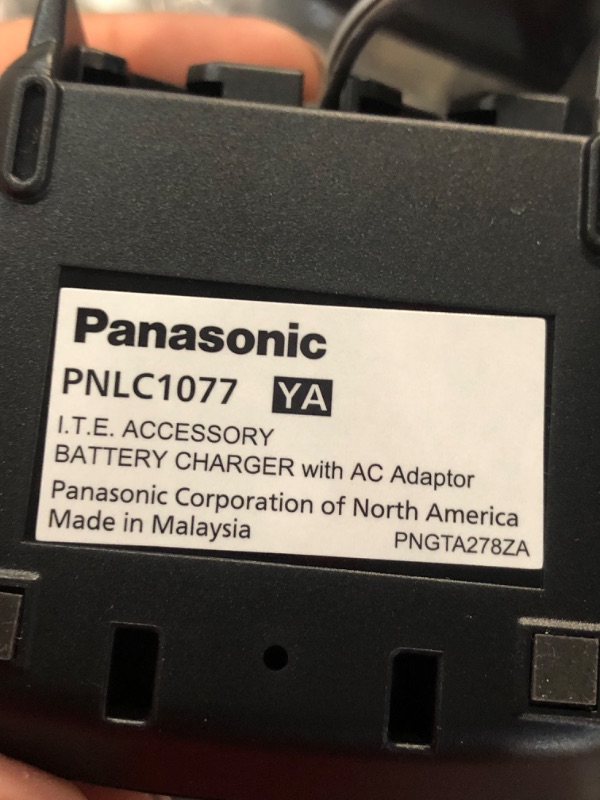 Panasonic
PNLC1077 YA
I.T.E. ACCESSORY
BATTERY CHARGER with AC Adaptor
Panasonic Corporation of North America
Made in Malaysia PNGTA278ZA